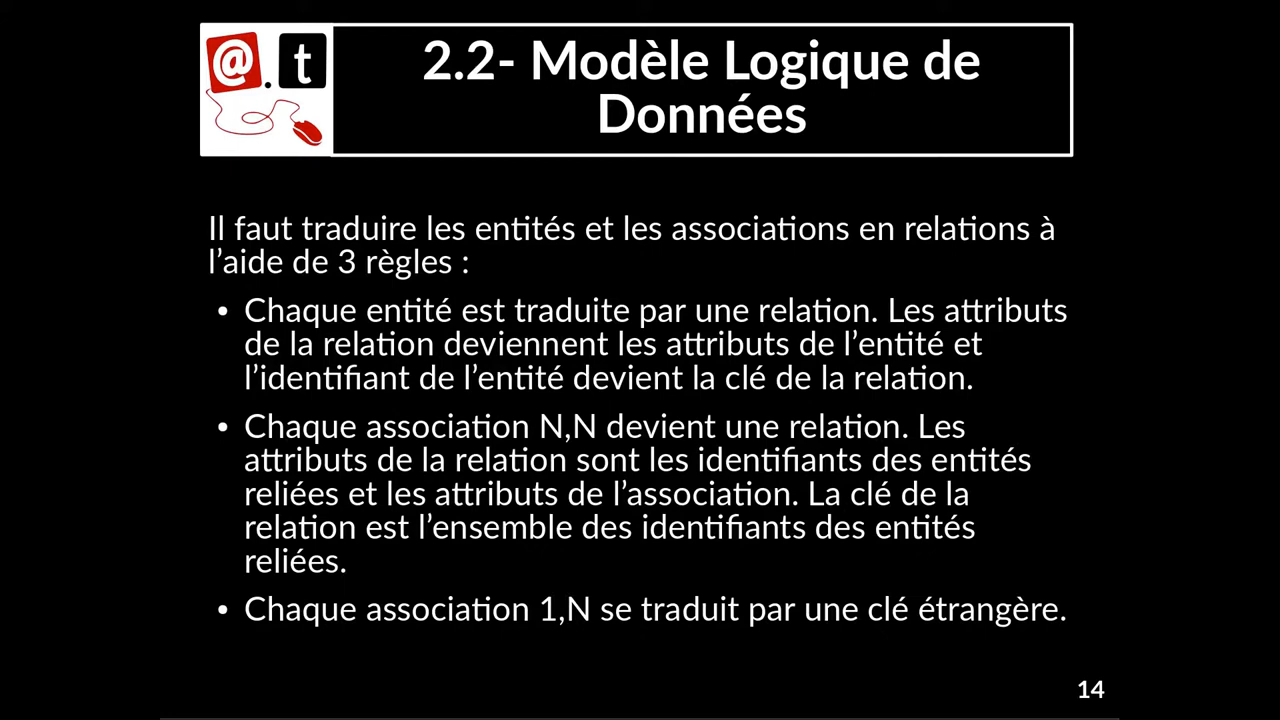 @.t
2.2- Modèle Logique de
Données
Il faut traduire les entités et les associations en relations à
l’aide de 3 règles :
• Chaque entité est traduite par une relation. Les attributs
de la relation deviennent les attributs de l’entité et
l’identifiant de l’entité devient la clé de la relation.
• Chaque association N,N devient une relation. Les
attributs de la relation sont les identifiants des entités
reliées et les attributs de l’association. La clé de la
relation est l’ensemble des identifiants des entités
reliées.
• Chaque association 1,N se traduit par une clé étrangère.
14